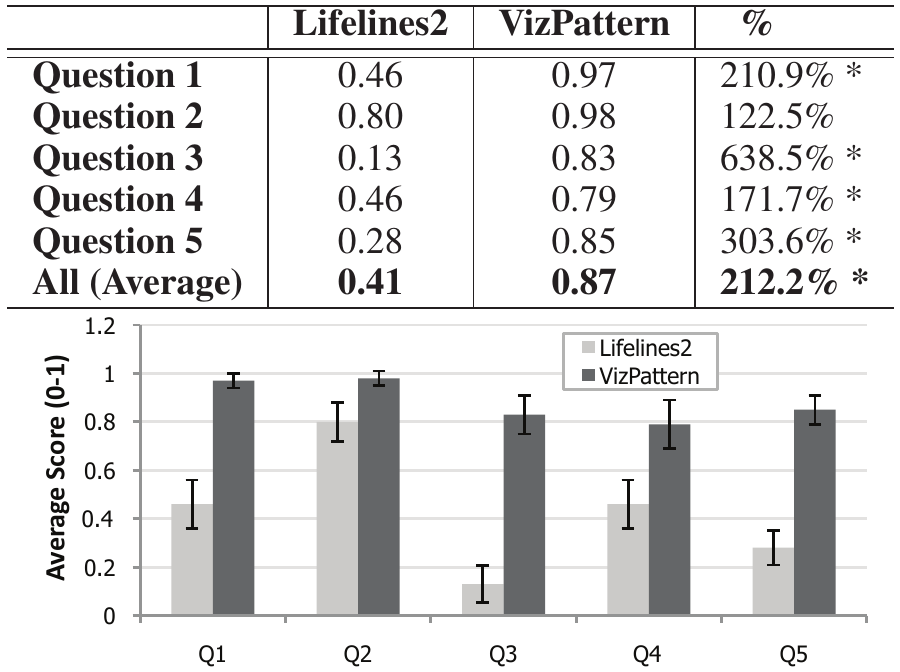 Lifelines2 VizPattern %
Question 1 0.46 0.97 210.9% *
Question 2 0.80 0.98 122.5%
Question 3 0.13 0.83 638.5% *
Question 4 0.46 0.79 171.7% *
Question 5 0.28 0.85 303.6% *
All (Average) 0.41 0.87 212.2% *
Average Score (0-1)
1.2
1
0.8
0.6
0.4
0.2
0
Lifelines2
VizPattern
Q1 Q2 Q3 Q4 Q5